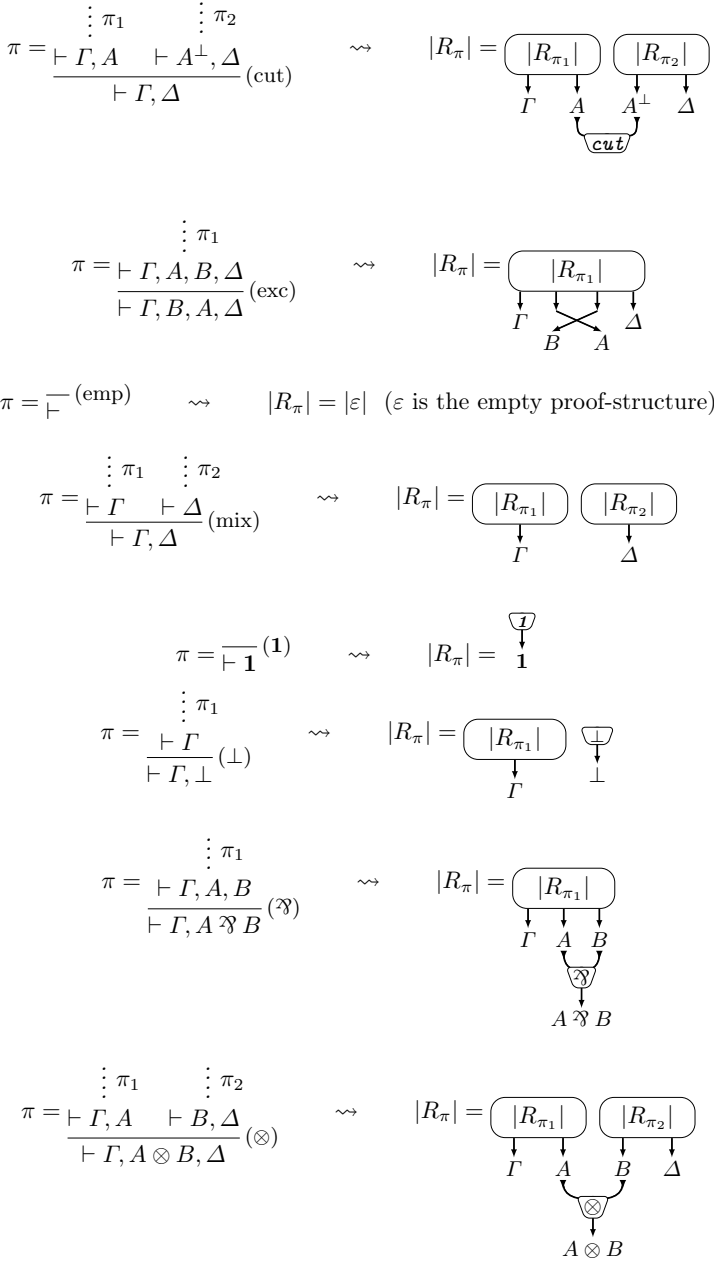 ⋮ π₁ ⋮ π₂
π = ⊢ Γ, A ⊢ A^⊥, Δ (cut) ⇝ |R_π| = |R_{π₁}| |R_{π₂}|
⊢ Γ, Δ Γ A A^⊥ Δ
cut
⋮ π₁
π = ⊢ Γ, A, B, Δ (exc) ⇝ |R_π| = |R_{π₁}|
⊢ Γ, B, A, Δ Γ Δ
B A
π = ⊢ (emp) ⇝ |R_π| = |ε| (ε is the empty proof-structure)
⋮ π₁ ⋮ π₂
π = ⊢ Γ ⊢ Δ (mix) ⇝ |R_π| = |R_{π₁}| |R_{π₂}|
⊢ Γ, Δ Γ Δ
1
π = ⊢ 1 (1) ⇝ |R_π| = 1
⋮ π₁
π = ⊢ Γ (⊥) ⇝ |R_π| = |R_{π₁}| ⊥
⊢ Γ, ⊥ Γ ⊥
⋮ π₁
π = ⊢ Γ, A, B (⅋) ⇝ |R_π| = |R_{π₁}|
⊢ Γ, A ⅋ B Γ A B
⅋
A ⅋ B
⋮ π₁ ⋮ π₂
π = ⊢ Γ, A ⊢ B, Δ (⊗) ⇝ |R_π| = |R_{π₁}| |R_{π₂}|
⊢ Γ, A ⊗ B, Δ Γ A B Δ
⊗
A ⊗ B